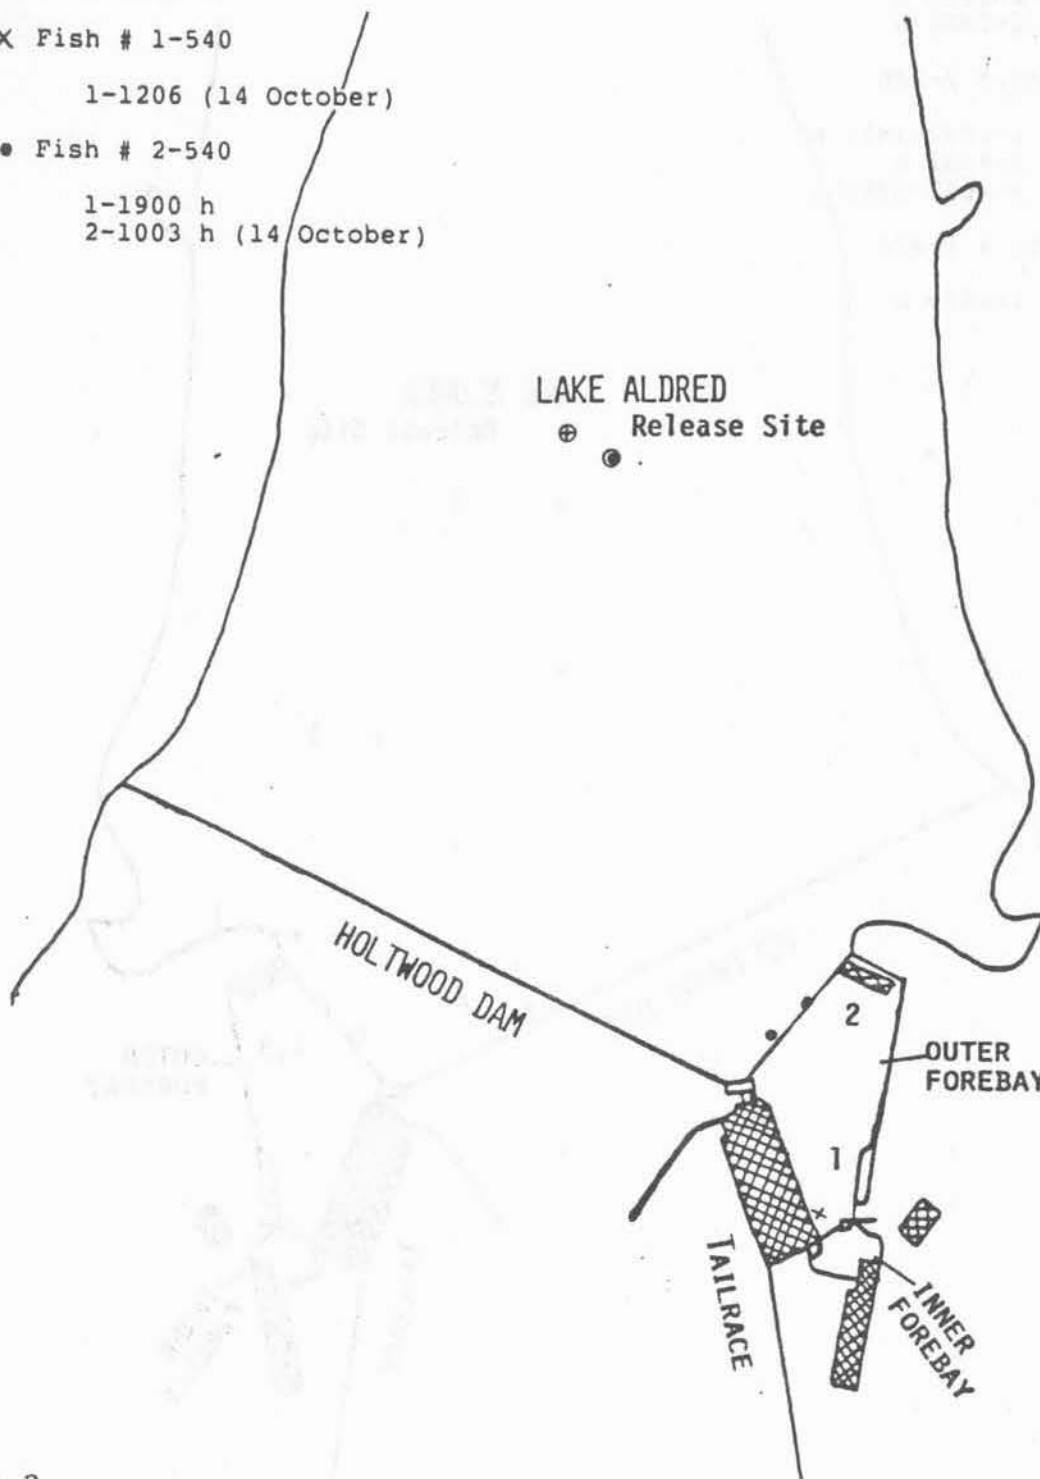 × Fish # 1-540
1-1206 (14 October)
• Fish # 2-540
1-1900 h
2-1003 h (14 October)
LAKE ALDRED
Release Site
HOLTWOOD DAM
2
OUTER
FOREBAY
1
TAILRACE
INNER
FOREBAY